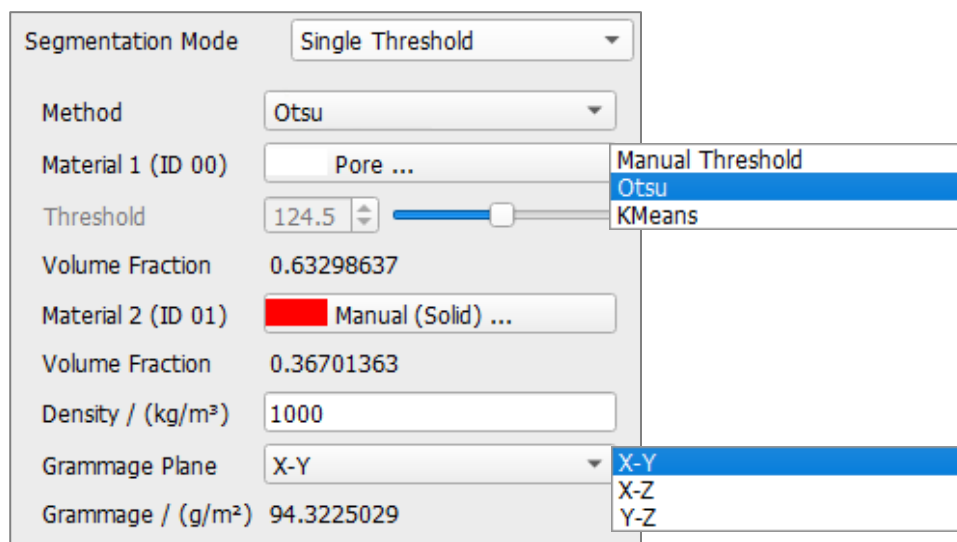 Segmentation Mode Single Threshold
Method Otsu
Material 1 (ID 00) Pore ...
Manual Threshold
Otsu
KMeans
Threshold 124.5
Volume Fraction 0.63298637
Material 2 (ID 01) Manual (Solid) ...
Volume Fraction 0.36701363
Density / (kg/m³) 1000
Grammage Plane X-Y
X-Y
X-Z
Y-Z
Grammage / (g/m²) 94.3225029